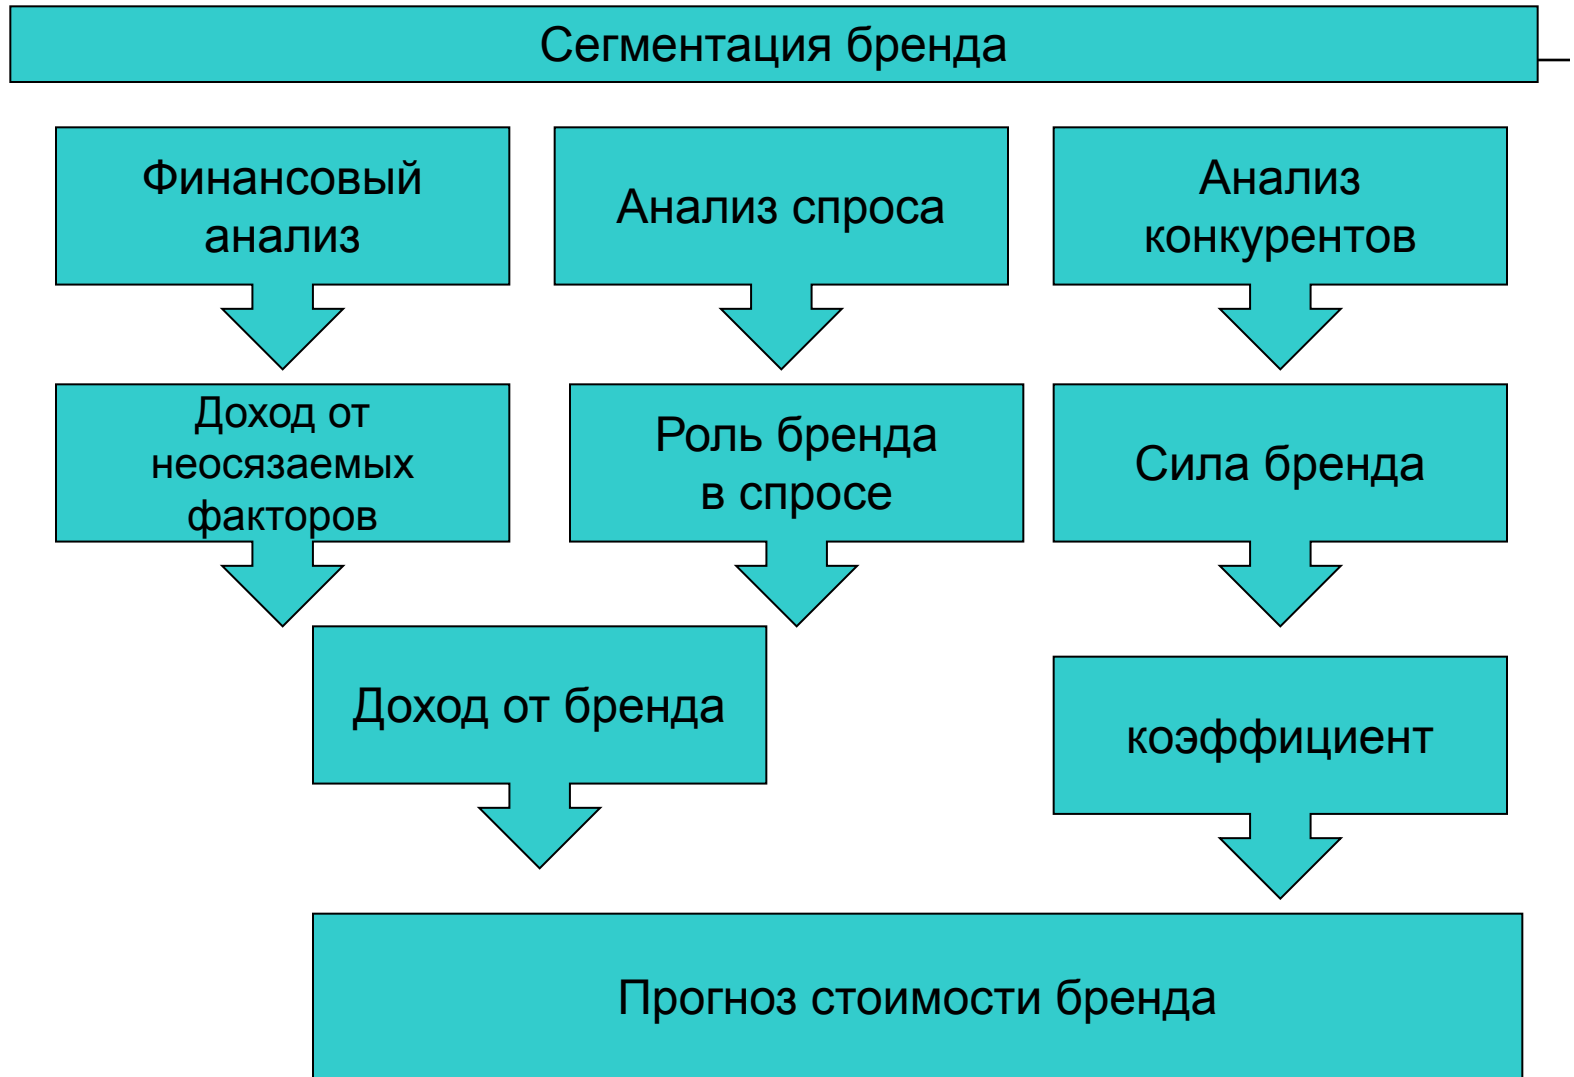 Сегментация бренда
Финансовый
анализ
Анализ спроса
Анализ
конкурентов
Доход от
неосязаемых
факторов
Роль бренда
в спросе
Сила бренда
Доход от бренда
коэффициент
Прогноз стоимости бренда